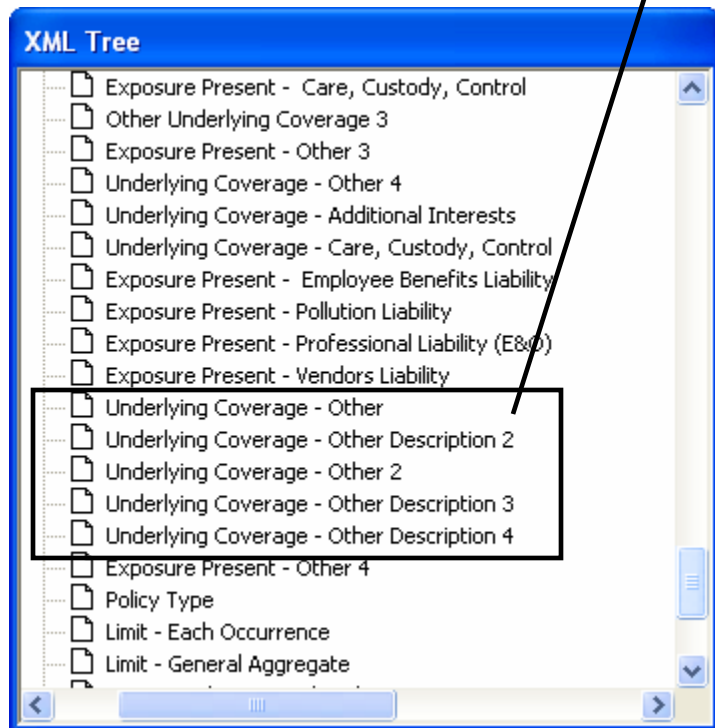 XML Tree
Exposure Present -  Care, Custody, Control
Other Underlying Coverage 3
Exposure Present - Other 3
Underlying Coverage - Other 4
Underlying Coverage - Additional Interests
Underlying Coverage - Care, Custody, Control
Exposure Present -  Employee Benefits Liability
Exposure Present - Pollution Liability
Exposure Present - Professional Liability (E&O)
Exposure Present - Vendors Liability
Underlying Coverage - Other
Underlying Coverage - Other Description 2
Underlying Coverage - Other 2
Underlying Coverage - Other Description 3
Underlying Coverage - Other Description 4
Exposure Present - Other 4
Policy Type
Limit - Each Occurrence
Limit - General Aggregate